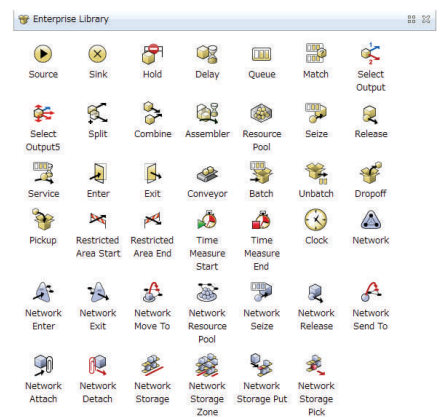 Enterprise Library
Source Sink Hold Delay Queue Match Select
Output
Select Split Combine Assembler Resource Seize Release
Output5 Pool
Service Enter Exit Conveyor Batch Unbatch Dropoff
Pickup Restricted Restricted Time Time Clock Network
Area Start Area End Measure Measure
Start End
Network Network Network Network Network Network Network
Enter Exit Move To Resource Seize Release Send To
Pool
Network Network Network Network Network Network
Attach Detach Storage Storage Storage Put Storage
Zone Pick